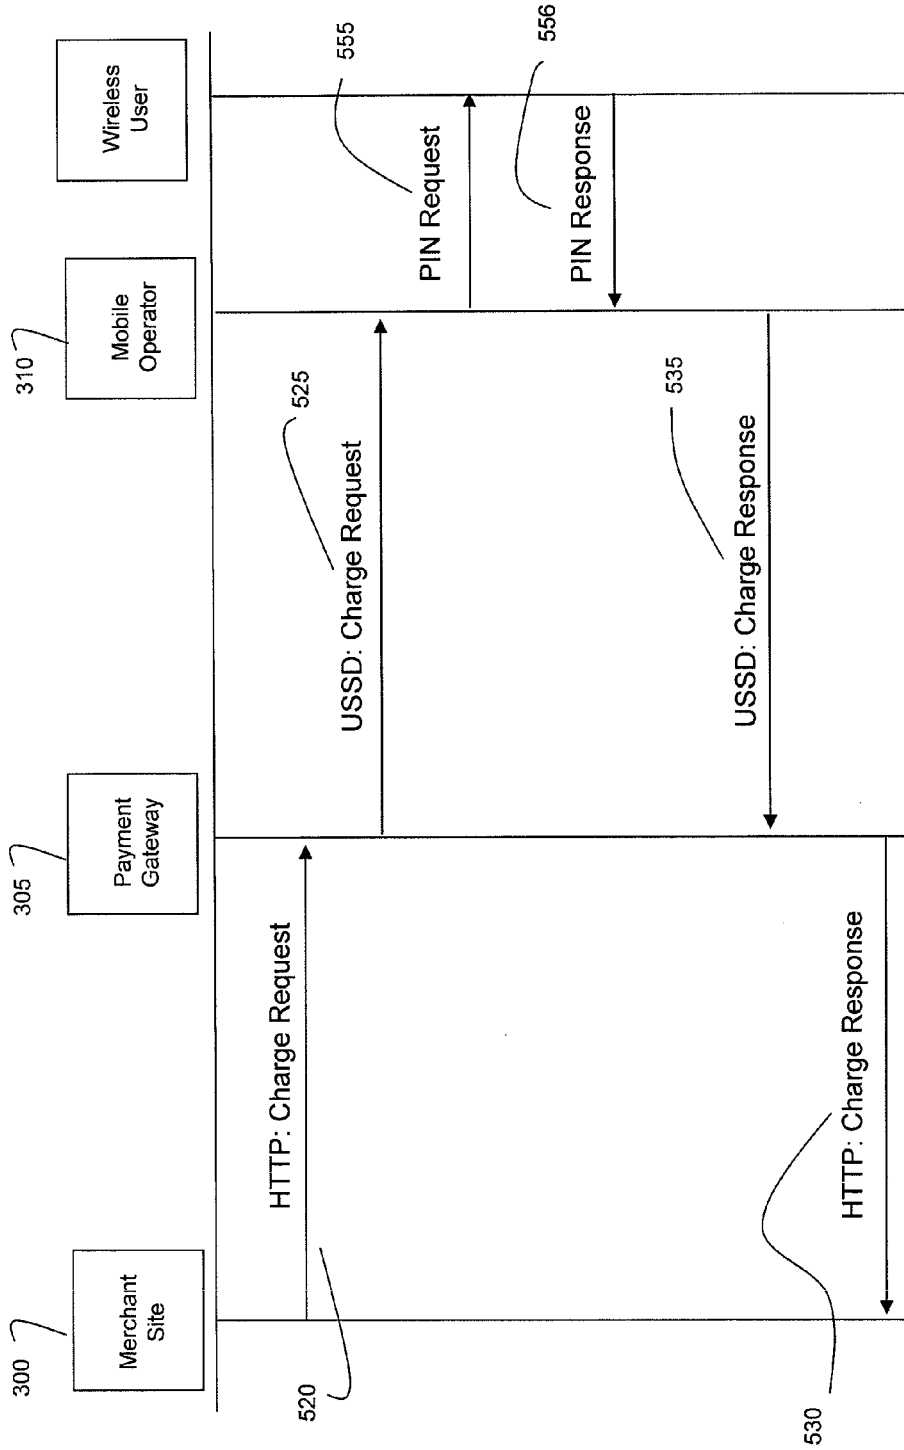 300
305
310
Merchant
Site
Payment
Gateway
Mobile
Operator
Wireless
User
520
HTTP: Charge Request
525
USSD: Charge Request
555
PIN Request
556
PIN Response
535
USSD: Charge Response
530
HTTP: Charge Response